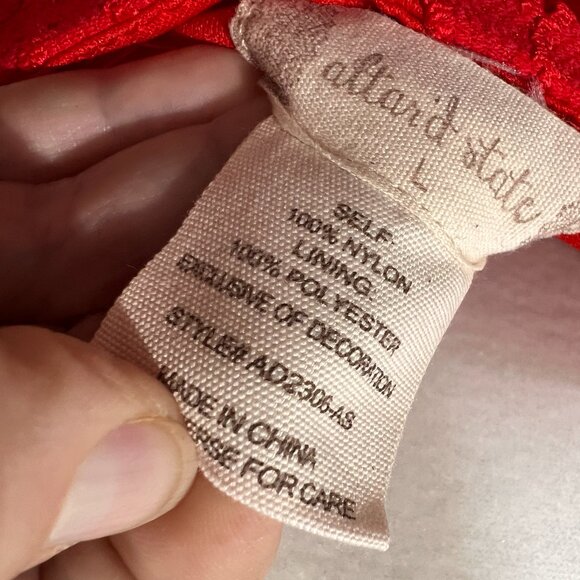 altar'd state
L
SELF-
100% NYLON
LINING-
100% POLYESTER
EXCLUSIVE OF DECORATION
STYLE# AD2306-AS
MADE IN CHINA
FOR CARE